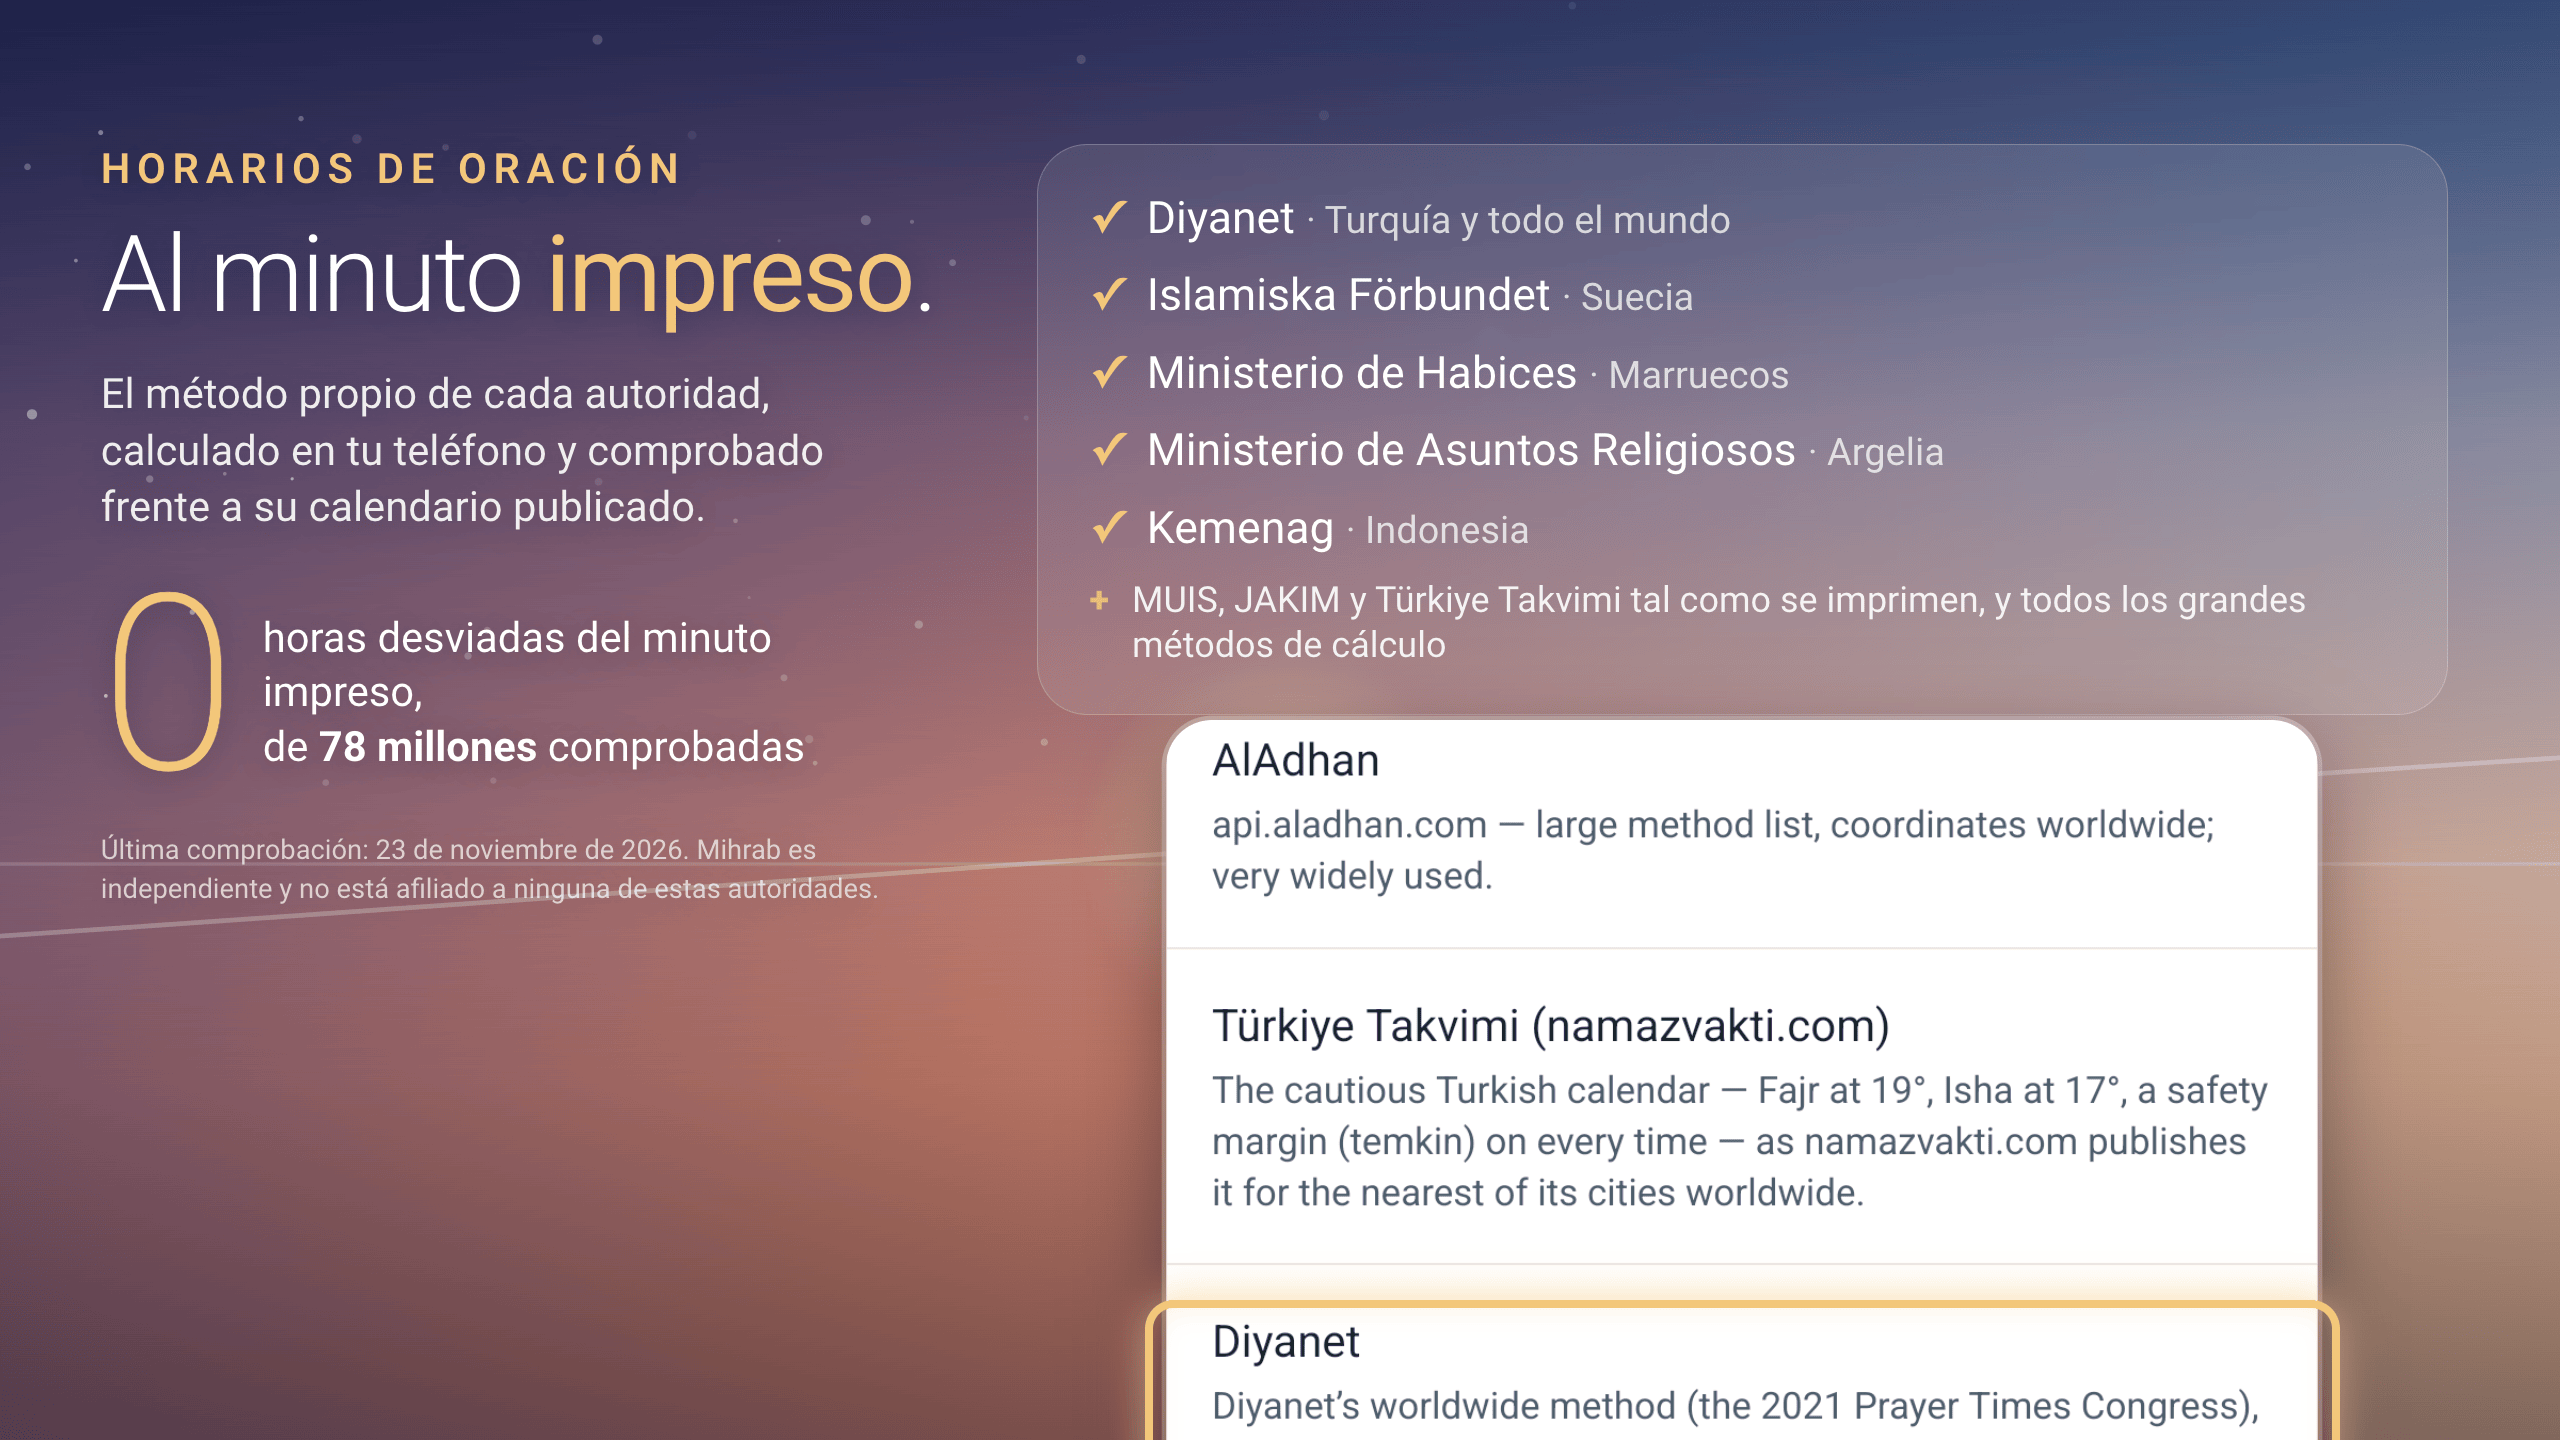 HORARIOS DE ORACIÓN
Al minuto impreso.
El método propio de cada autoridad,
calculado en tu teléfono y comprobado
frente a su calendario publicado.
0
horas desviadas del minuto
impreso,
de 78 millones comprobadas
Última comprobación: 23 de noviembre de 2026. Mihrab es
independiente y no está afiliado a ninguna de estas autoridades.
✓ Diyanet · Turquía y todo el mundo
✓ Islamiska Förbundet · Suecia
✓ Ministerio de Habices · Marruecos
✓ Ministerio de Asuntos Religiosos · Argelia
✓ Kemenag · Indonesia
+ MUIS, JAKIM y Türkiye Takvimi tal como se imprimen, y todos los grandes
métodos de cálculo
AlAdhan
api.aladhan.com — large method list, coordinates worldwide;
very widely used.
Türkiye Takvimi (namazvakti.com)
The cautious Turkish calendar — Fajr at 19°, Isha at 17°, a safety
margin (temkin) on every time — as namazvakti.com publishes
it for the nearest of its cities worldwide.
Diyanet
Diyanet’s worldwide method (the 2021 Prayer Times Congress),